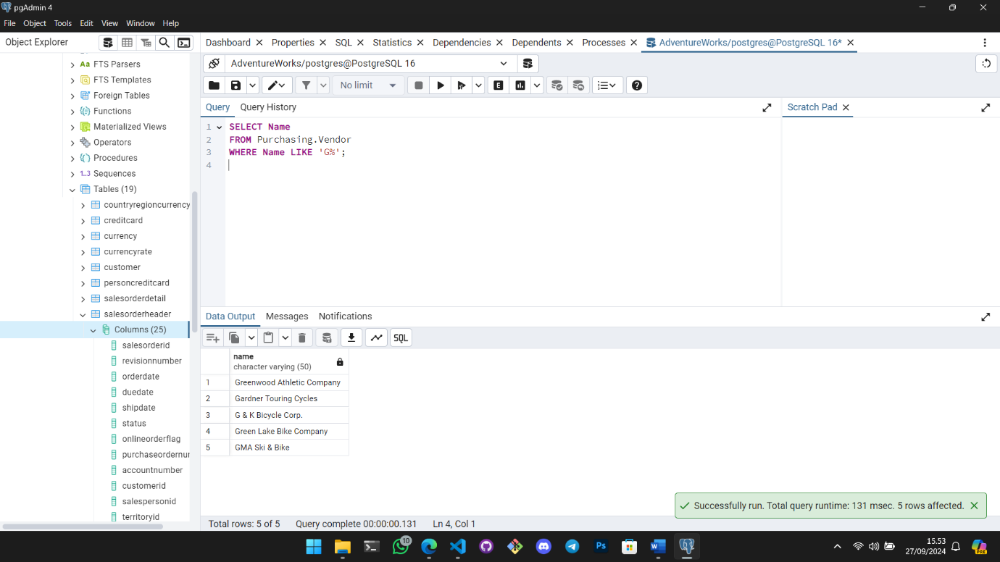 pgAdmin 4
File Object Tools Edit View Window Help
Object Explorer
Dashboard Properties SQL Statistics Dependencies Dependents Processes AdventureWorks/postgres@PostgreSQL 16*
AdventureWorks/postgres@PostgreSQL 16
No limit
Aa FTS Parsers
FTS Templates
Foreign Tables
Functions
Materialized Views
Operators
Procedures
1..3 Sequences
Tables (19)
countryregioncurrency
creditcard
currency
currencyrate
customer
personcreditcard
salesorderdetail
salesorderheader
Columns (25)
salesorderid
revisionnumber
orderdate
duedate
shipdate
status
onlineorderflag
purchaseordernur
accountnumber
customerid
salespersonid
territoryid
Query Query History
Scratch Pad
1 SELECT Name
2 FROM Purchasing.Vendor
3 WHERE Name LIKE 'G%';
4
Data Output Messages Notifications
SQL
name
character varying (50)
1 Greenwood Athletic Company
2 Gardner Touring Cycles
3 G & K Bicycle Corp.
4 Green Lake Bike Company
5 GMA Ski & Bike
Successfully run. Total query runtime: 131 msec. 5 rows affected.
Total rows: 5 of 5 Query complete 00:00:00.131 Ln 4, Col 1
10
Ps
W
PRE
15.53
27/09/2024